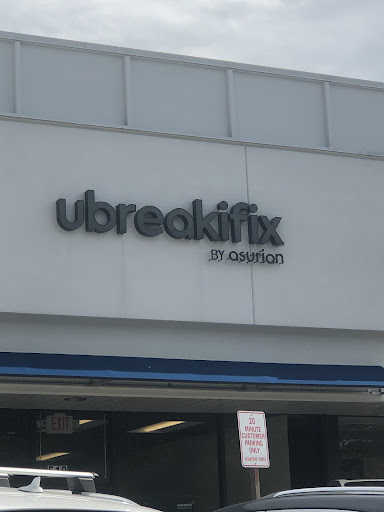 ubreakifix
BY asurion
EXIT
20
MINUTE
CUSTOMER
PARKING
ONLY